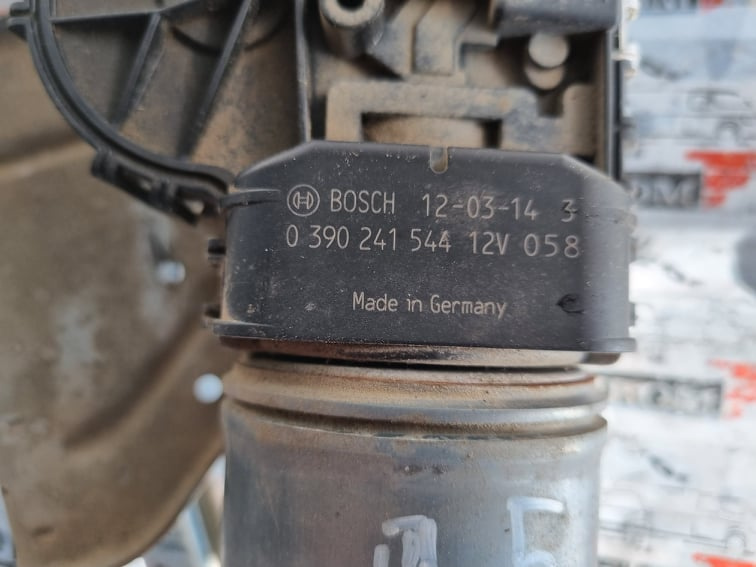 BOSCH 12-03-14 3
0 390 241 544 12V 058
Made in Germany